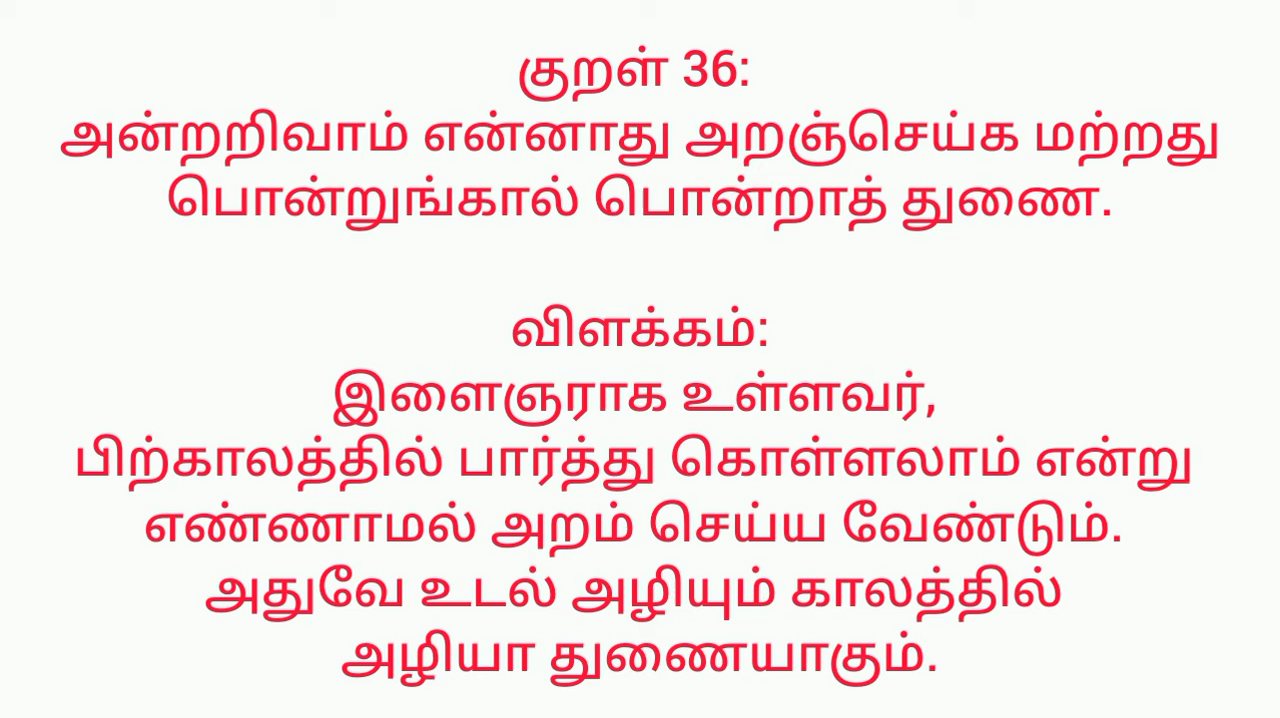 குறள் 36:
அன்றறிவாம் என்னாது அறஞ்செய்க மற்றது
பொன்றுங்கால் பொன்றாத் துணை.
விளக்கம்:
இளைஞராக உள்ளவர்,
பிற்காலத்தில் பார்த்து கொள்ளலாம் என்று
எண்ணாமல் அறம் செய்ய வேண்டும்.
அதுவே உடல் அழியும் காலத்தில்
அழியா துணையாகும்.